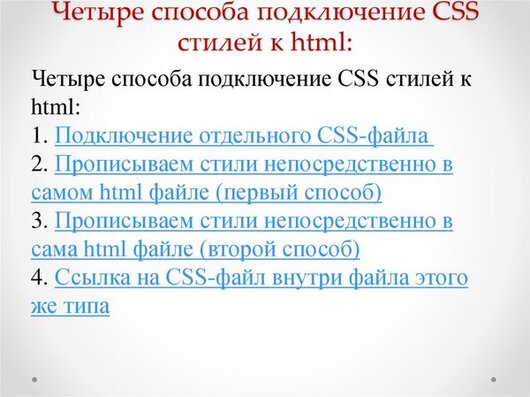 Четыре способа подключение CSS
стилей к html:
Четыре способа подключение CSS стилей к
html:
1. Подключение отдельного CSS-файла
2. Прописываем стили непосредственно в
самом html файле (первый способ)
3. Прописываем стили непосредственно в
сама html файле (второй способ)
4. Ссылка на CSS-файл внутри файла этого
же типа